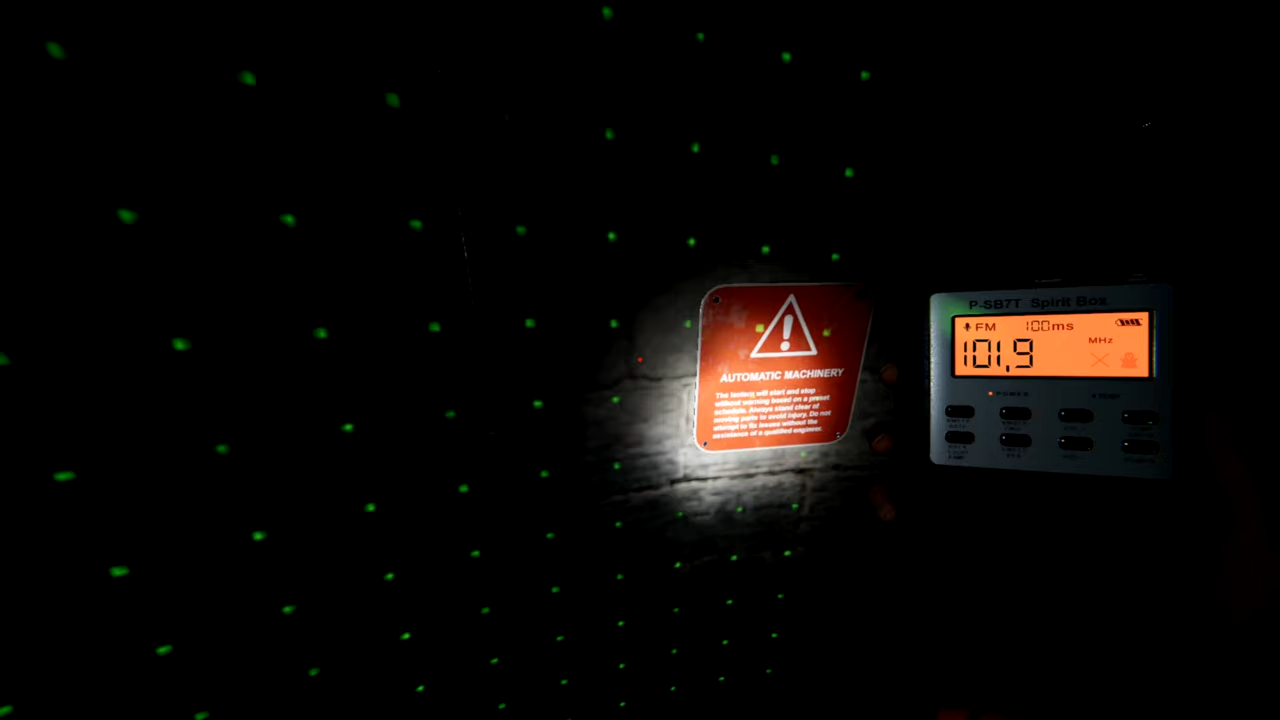 AUTOMATIC MACHINERY
The lantern will start and stop
without warning based on a preset
schedule. Always stand clear of
moving parts to avoid injury. Do not
attempt to fix issues without the
assistance of a qualified engineer.
P-SB7T Spirit Box
FM 100ms
MHz
101,9
POWER